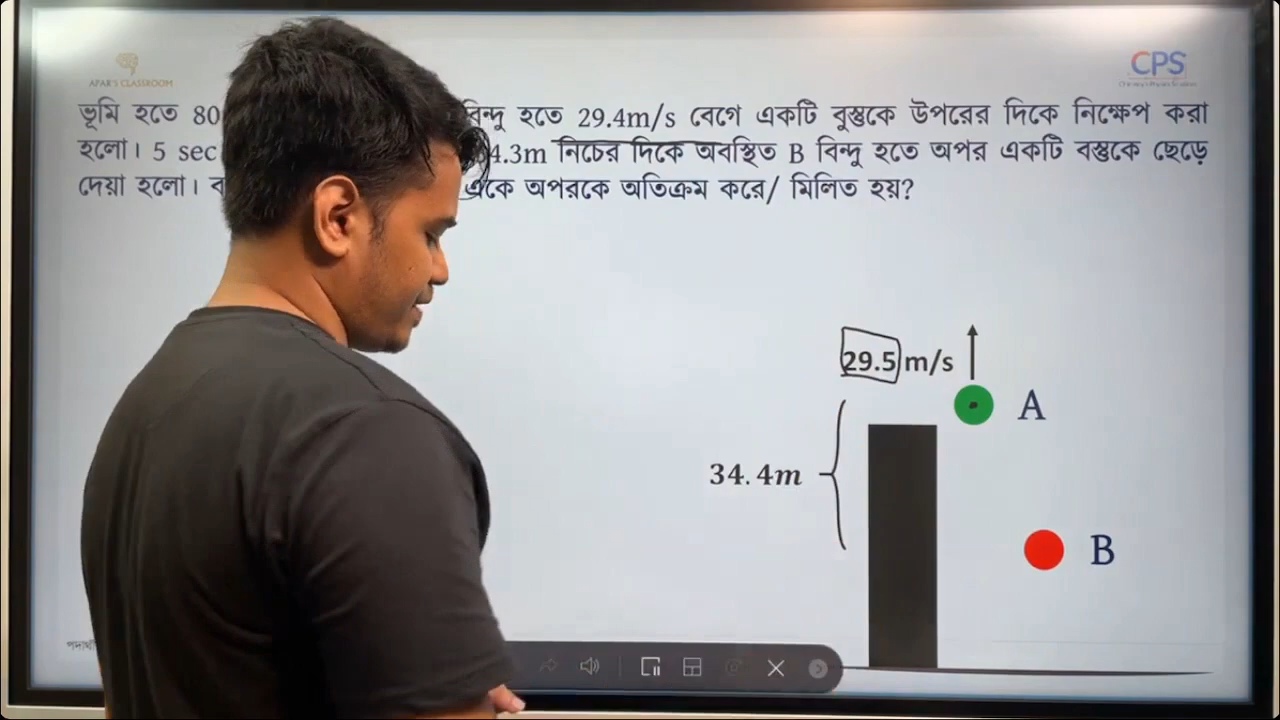 APAR'S CLASSROOM
CPS
ভূমি হতে 80 বিন্দু হতে 29.4m/s বেগে একটি বুস্তুকে উপরের দিকে নিক্ষেপ করা
হলো। 5 sec 4.3m নিচের দিকে অবস্থিত B বিন্দু হতে অপর একটি বস্তুকে ছেড়ে
দেয়া হলো। একে অপরকে অতিক্রম করে/ মিলিত হয়?
29.5 m/s
A
34.4m
B